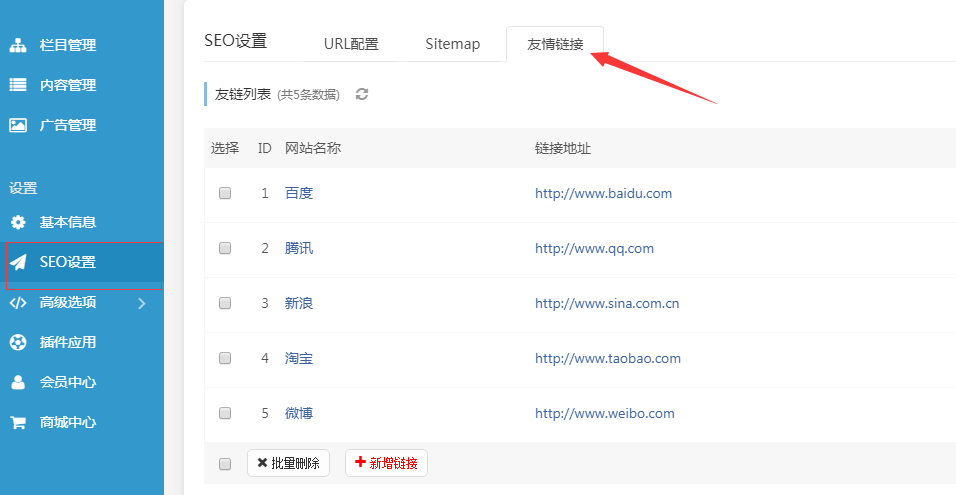 栏目管理
内容管理
广告管理
设置
基本信息
SEO设置
高级选项
插件应用
会员中心
商城中心
SEO设置 URL配置 Sitemap 友情链接
友链列表 (共5条数据)
选择 ID 网站名称 链接地址
1 百度 http://www.baidu.com
2 腾讯 http://www.qq.com
3 新浪 http://www.sina.com.cn
4 淘宝 http://www.taobao.com
5 微博 http://www.weibo.com
批量删除 新增链接